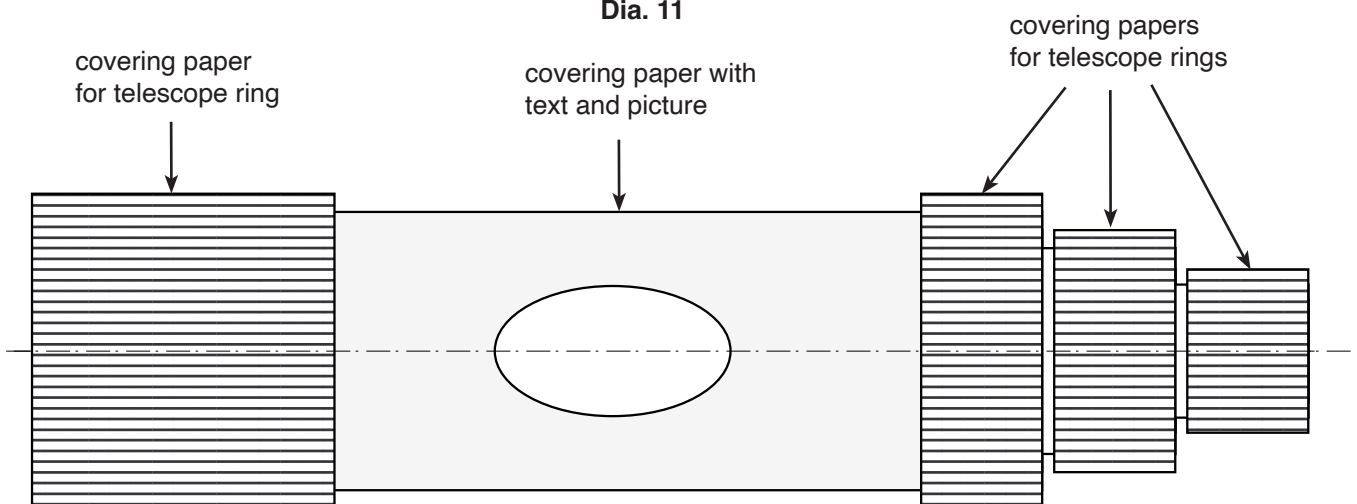 Dia. 11
covering paper
for telescope ring
covering paper with
text and picture
covering papers
for telescope rings